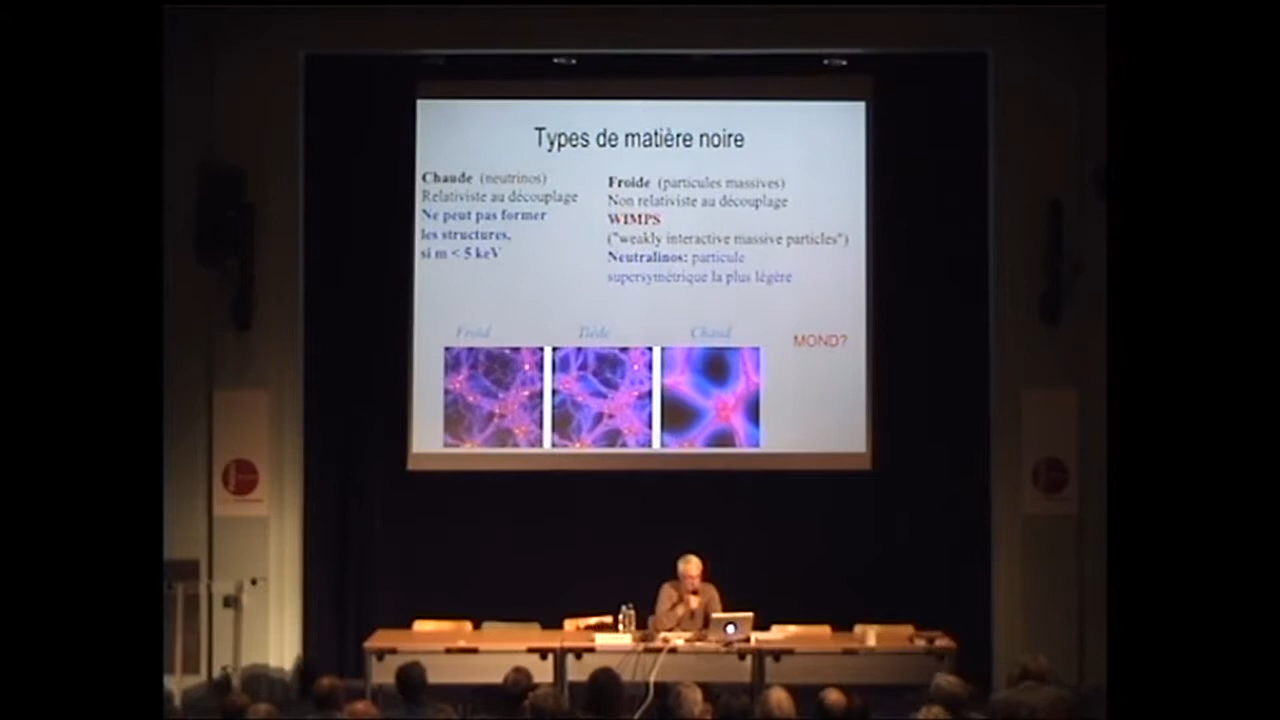 Types de matière noire
Chaude (neutrinos)
Relativiste au découplage
Ne peut pas former
les structures,
si m < 5 keV
Froide (particules massives)
Non relativiste au découplage
WIMPS
("weakly interactive massive particles")
Neutralinos: particule
supersymétrique la plus légère
Froid
Tiède
Chaud
MOND?